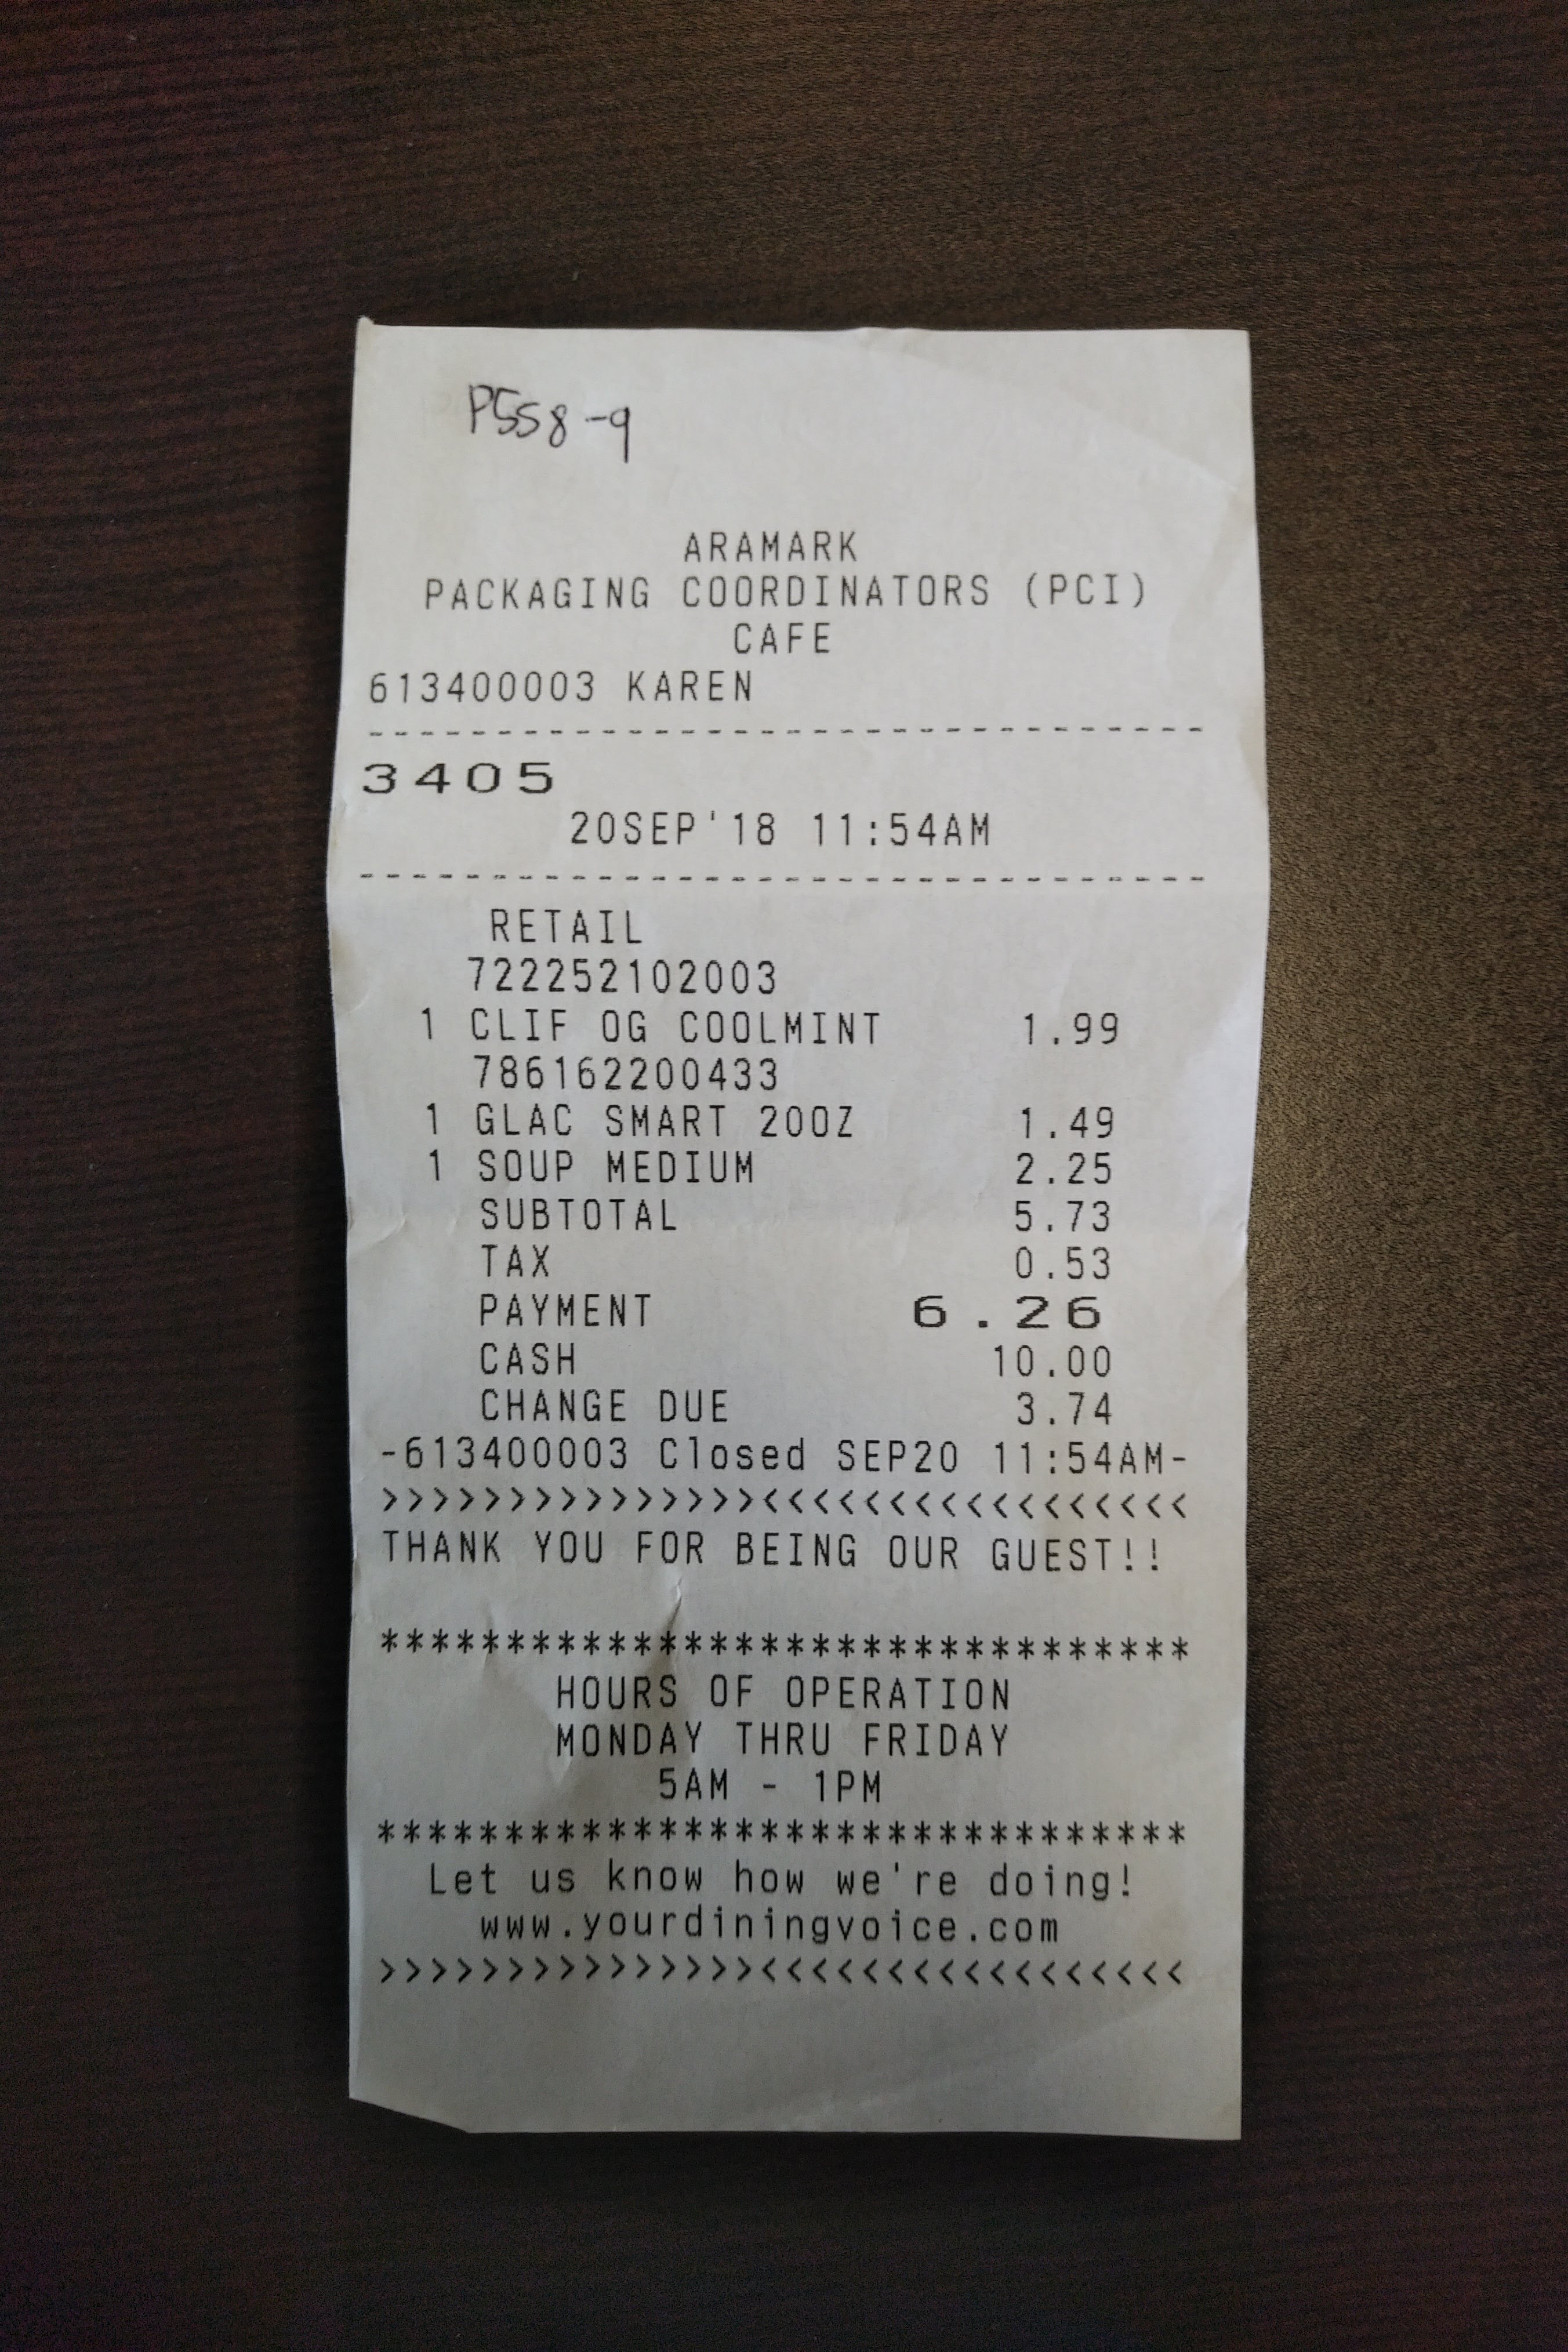 P558-9
ARAMARK
PACKAGING COORDINATORS (PCI)
CAFE
613400003 KAREN
---------------------------------
3405
20SEP'18 11:54AM
---------------------------------
RETAIL
722252102003
1 CLIF OG COOLMINT 1.99
786162200433
1 GLAC SMART 20OZ 1.49
1 SOUP MEDIUM 2.25
SUBTOTAL 5.73
TAX 0.53
PAYMENT 6.26
CASH 10.00
CHANGE DUE 3.74
-613400003 Closed SEP20 11:54AM-
>>>>>>>>>>>>>>><<<<<<<<<<<<<<<<<
THANK YOU FOR BEING OUR GUEST!!
********************************
HOURS OF OPERATION
MONDAY THRU FRIDAY
5AM - 1PM
********************************
Let us know how we're doing!
www.yourdiningvoice.com
>>>>>>>>>>>>>>><<<<<<<<<<<<<<<<<